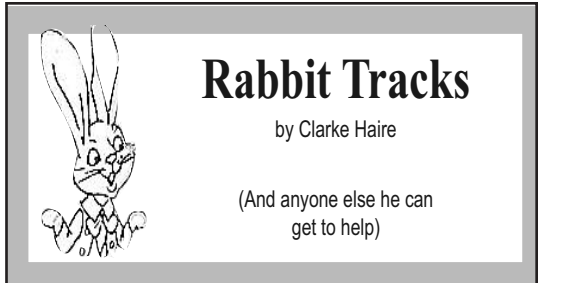 Rabbit Tracks
by Clarke Haire
(And anyone else he can
get to help)